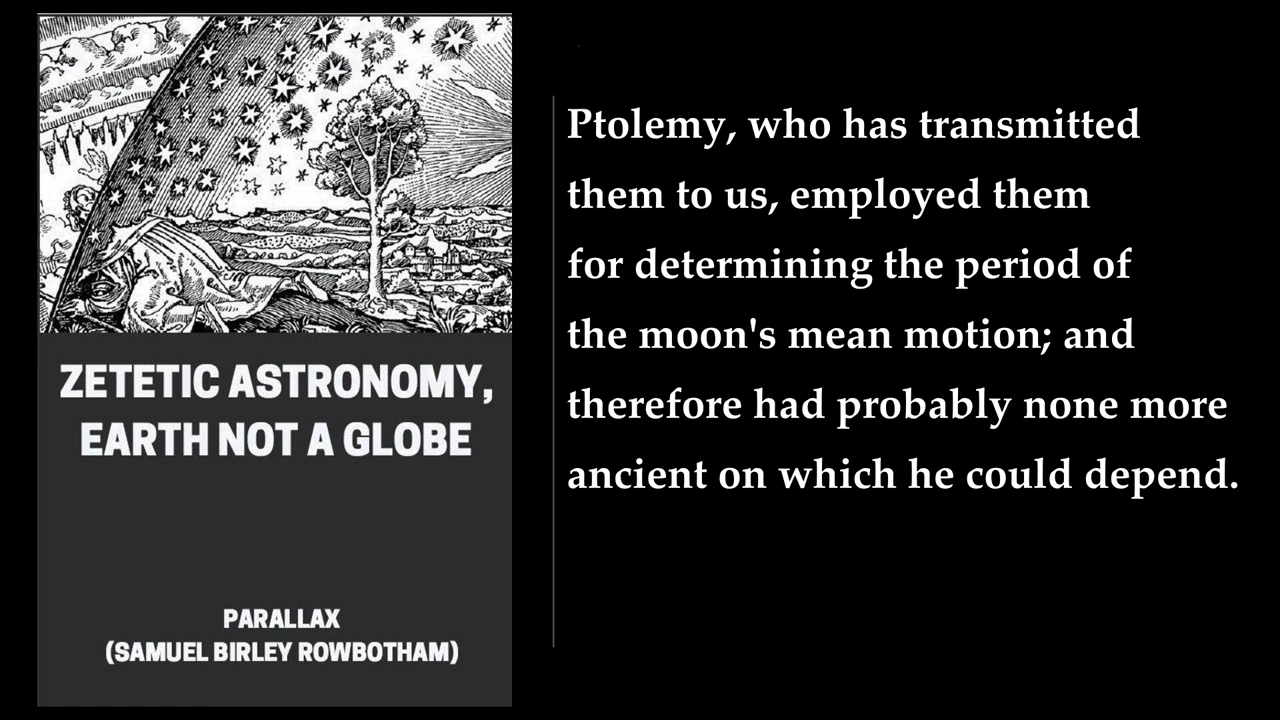 ZETETIC ASTRONOMY,
EARTH NOT A GLOBE
PARALLAX
(SAMUEL BIRLEY ROWBOTHAM)
Ptolemy, who has transmitted
them to us, employed them
for determining the period of
the moon's mean motion; and
therefore had probably none more
ancient on which he could depend.